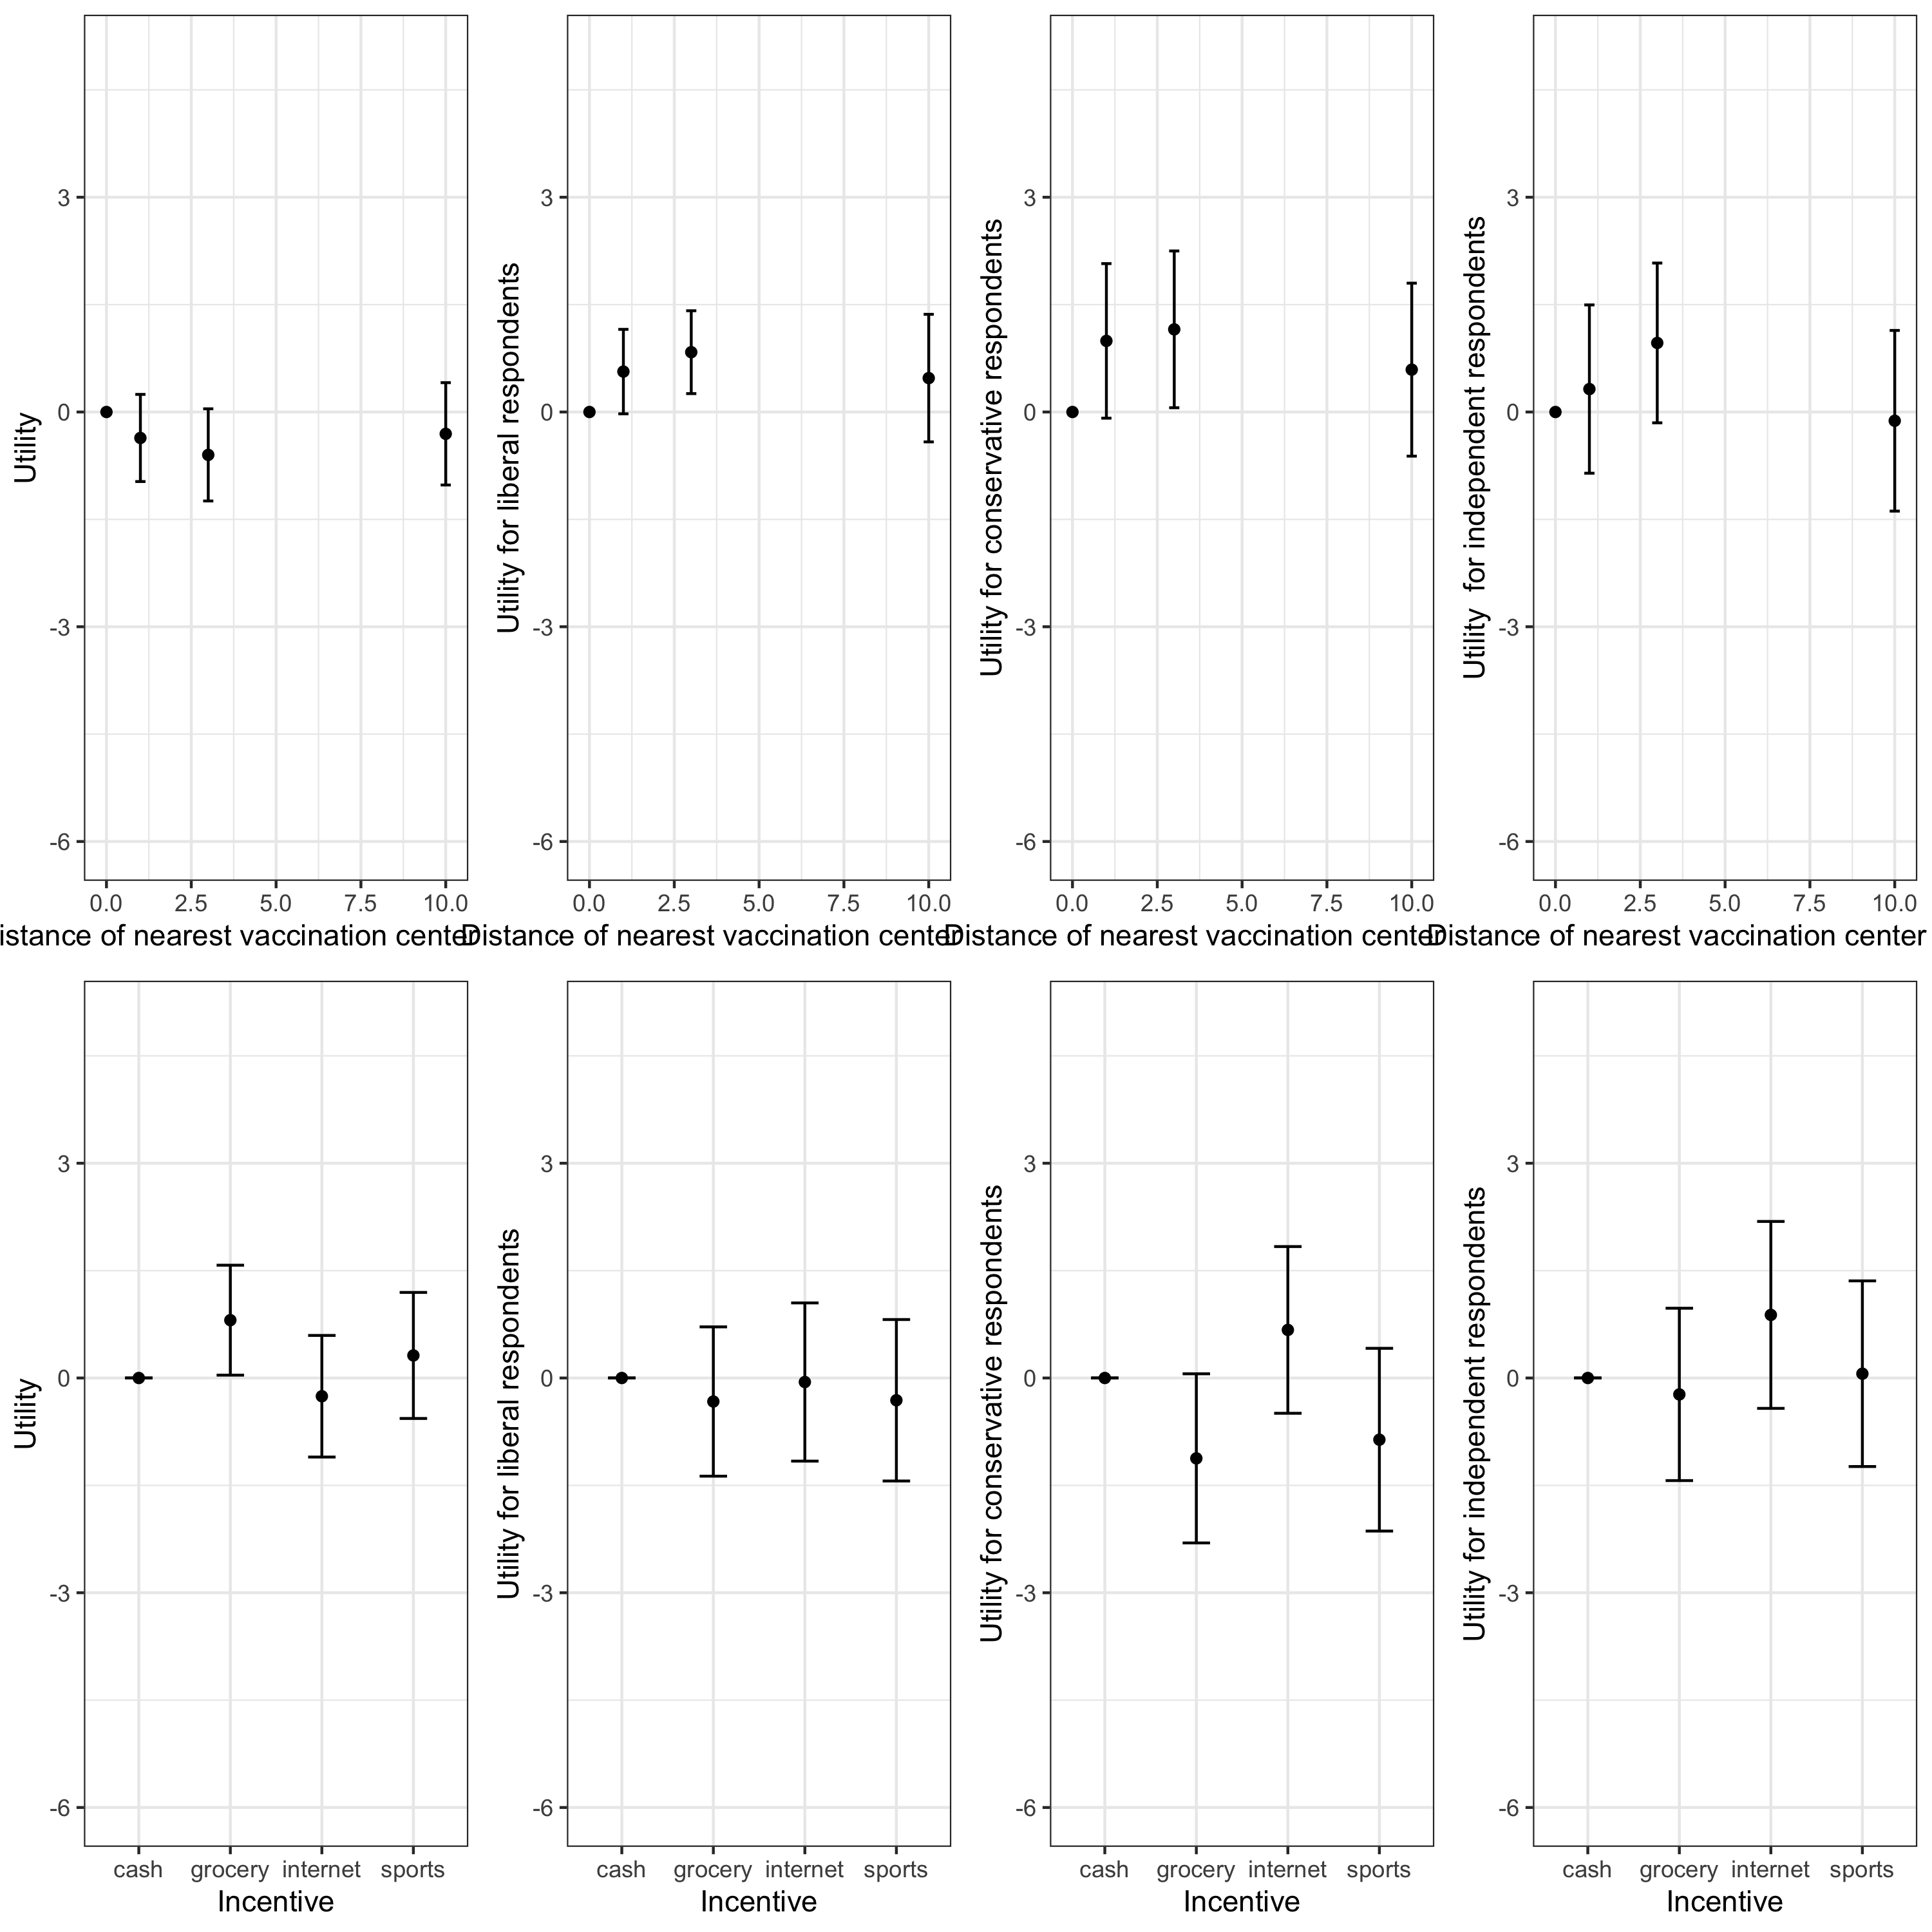 Utility
3
0
-3
-6
0.0 2.5 5.0 7.5 10.0
istance of nearest vaccination center
Utility for liberal respondents
3
0
-3
-6
0.0 2.5 5.0 7.5 10.0
Distance of nearest vaccination center
Utility for conservative respondents
3
0
-3
-6
0.0 2.5 5.0 7.5 10.0
Distance of nearest vaccination center
Utility  for independent respondents
3
0
-3
-6
0.0 2.5 5.0 7.5 10.0
Distance of nearest vaccination center
Utility
3
0
-3
-6
cash grocery internet sports
Incentive
Utility for liberal respondents
3
0
-3
-6
cash grocery internet sports
Incentive
Utility for conservative respondents
3
0
-3
-6
cash grocery internet sports
Incentive
Utility for independent respondents
3
0
-3
-6
cash grocery internet sports
Incentive